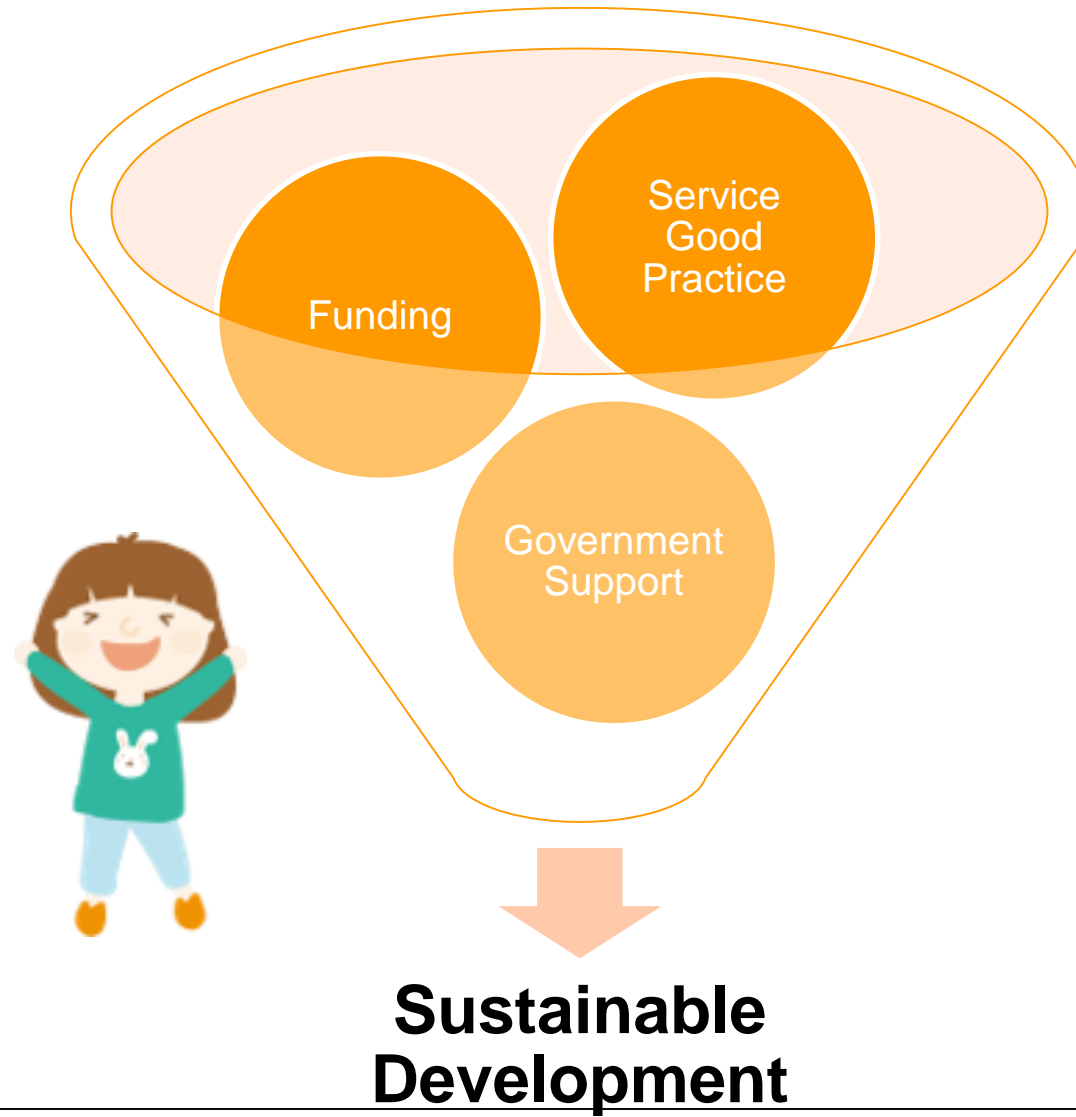 Service
Good
Practice
Funding
Government
Support
Sustainable
Development